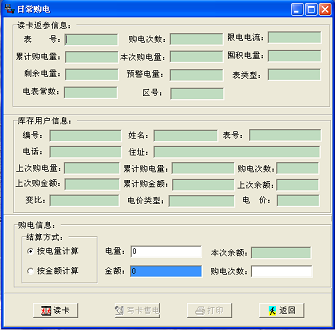 日常购电
读卡返参信息:
表 号: 购电次数: 限电电流:
累计购电量: 本次购电量: 囤积电量:
剩余电量: 预警电量: 表类型:
电表常数: 区号:
库存用户信息:
编号: 姓名: 表号:
电话: 住址:
上次购电量: 累计购电量: 购电次数:
上次购金额: 累计购金额: 上次余额:
变比: 电价类型: 电 价:
购电信息:
结算方式:
按电量计算 电量: 0 本次余额:
按金额计算 金额: 0 购电次数:
读卡 写卡售电 打印 返回